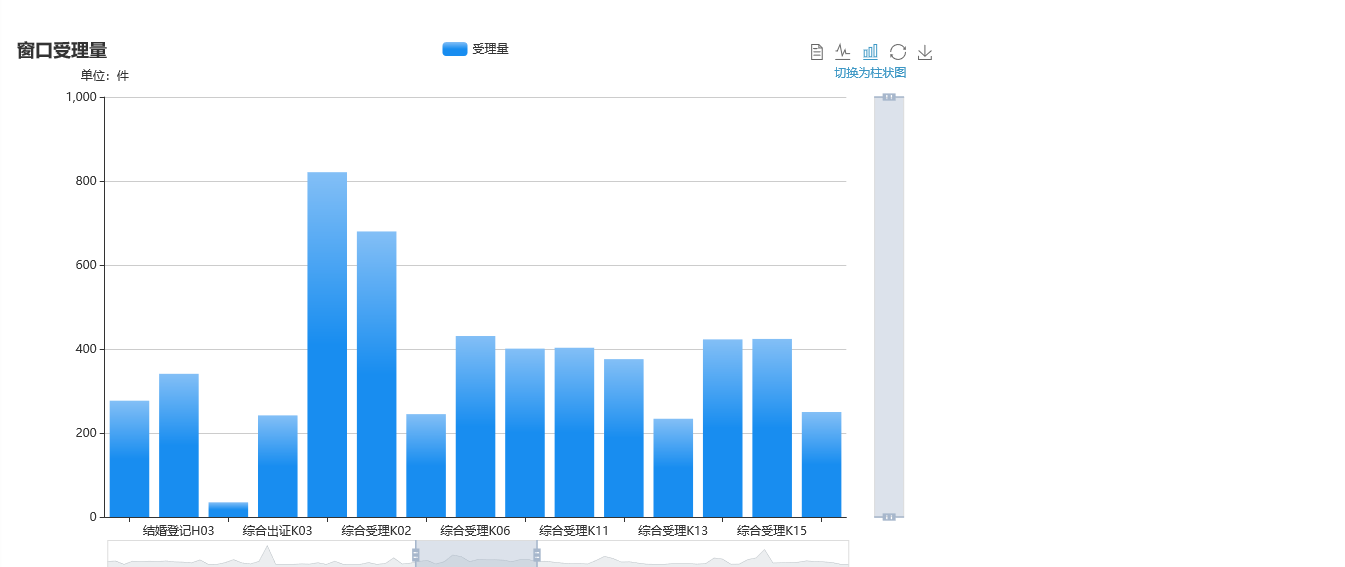 窗口受理量
受理量
切换为柱状图
单位：件
1,000
800
600
400
200
0
结婚登记H03
综合出证K03
综合受理K02
综合受理K06
综合受理K11
综合受理K13
综合受理K15